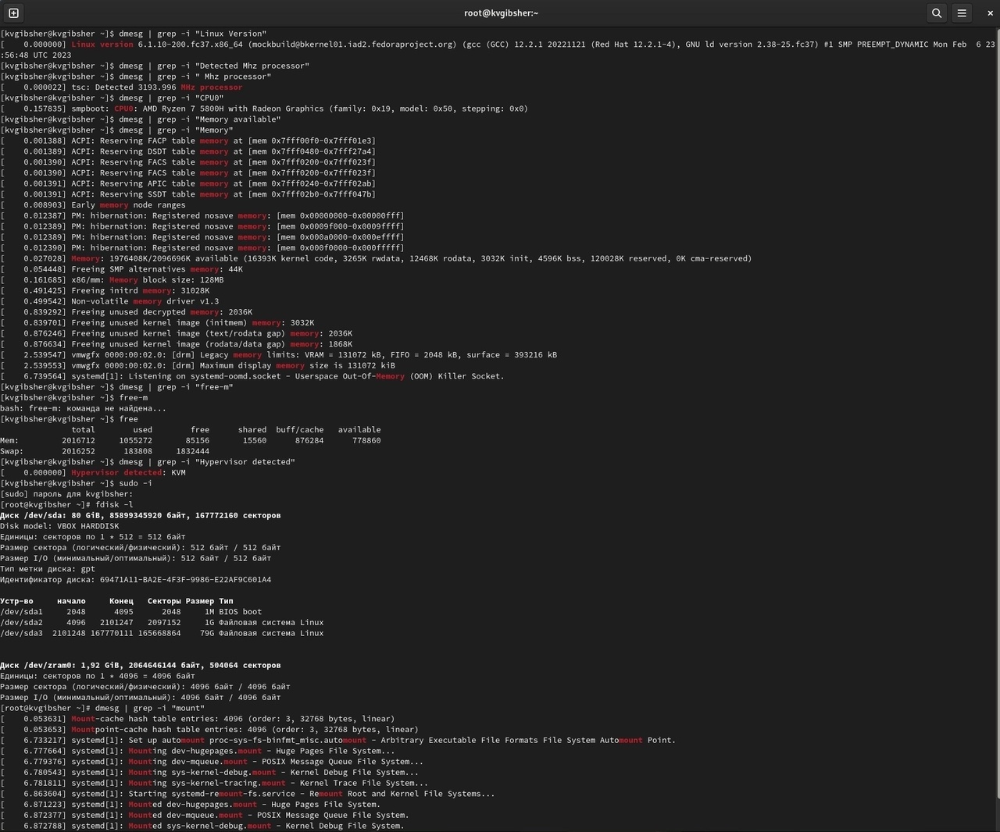 root@kvgibsher:~
[kvgibsher@kvgibsher ~]$ dmesg | grep -i "Linux Version"
[    0.000000] Linux version 6.1.10-200.fc37.x86_64 (mockbuild@bkernel01.iad2.fedoraproject.org) (gcc (GCC) 12.2.1 20221121 (Red Hat 12.2.1-4), GNU ld version 2.38-25.fc37) #1 SMP PREEMPT_DYNAMIC Mon Feb  6 23
:56:48 UTC 2023
[kvgibsher@kvgibsher ~]$ dmesg | grep -i "Detected Mhz processor"
[kvgibsher@kvgibsher ~]$ dmesg | grep -i " Mhz processor"
[    0.000022] tsc: Detected 3193.996 MHz processor
[kvgibsher@kvgibsher ~]$ dmesg | grep -i "CPU0"
[    0.157835] smpboot: CPU0: AMD Ryzen 7 5800H with Radeon Graphics (family: 0x19, model: 0x50, stepping: 0x0)
[kvgibsher@kvgibsher ~]$ dmesg | grep -i "Memory available"
[kvgibsher@kvgibsher ~]$ dmesg | grep -i "Memory"
[    0.001388] ACPI: Reserving FACP table memory at [mem 0x7fff00f0-0x7fff01e3]
[    0.001389] ACPI: Reserving DSDT table memory at [mem 0x7fff0480-0x7fff27a4]
[    0.001390] ACPI: Reserving FACS table memory at [mem 0x7fff0200-0x7fff023f]
[    0.001390] ACPI: Reserving FACS table memory at [mem 0x7fff0200-0x7fff023f]
[    0.001391] ACPI: Reserving APIC table memory at [mem 0x7fff0240-0x7fff02ab]
[    0.001391] ACPI: Reserving SSDT table memory at [mem 0x7fff02b0-0x7fff047b]
[    0.008903] Early memory node ranges
[    0.012387] PM: hibernation: Registered nosave memory: [mem 0x00000000-0x00000fff]
[    0.012389] PM: hibernation: Registered nosave memory: [mem 0x0009f000-0x0009ffff]
[    0.012389] PM: hibernation: Registered nosave memory: [mem 0x000a0000-0x000effff]
[    0.012390] PM: hibernation: Registered nosave memory: [mem 0x000f0000-0x000fffff]
[    0.027028] Memory: 1976408K/2096696K available (16393K kernel code, 3265K rwdata, 12468K rodata, 3032K init, 4596K bss, 120028K reserved, 0K cma-reserved)
[    0.054448] Freeing SMP alternatives memory: 44K
[    0.161685] x86/mm: Memory block size: 128MB
[    0.491425] Freeing initrd memory: 31028K
[    0.499542] Non-volatile memory driver v1.3
[    0.839292] Freeing unused decrypted memory: 2036K
[    0.839701] Freeing unused kernel image (initmem) memory: 3032K
[    0.876246] Freeing unused kernel image (text/rodata gap) memory: 2036K
[    0.876634] Freeing unused kernel image (rodata/data gap) memory: 1868K
[    2.539547] vmwgfx 0000:00:02.0: [drm] Legacy memory limits: VRAM = 131072 kB, FIFO = 2048 kB, surface = 393216 kB
[    2.539553] vmwgfx 0000:00:02.0: [drm] Maximum display memory size is 131072 kiB
[    6.739564] systemd[1]: Listening on systemd-oomd.socket - Userspace Out-Of-Memory (OOM) Killer Socket.
[kvgibsher@kvgibsher ~]$ dmesg | grep -i "free-m"
[kvgibsher@kvgibsher ~]$ free-m
bash: free-m: команда не найдена...
[kvgibsher@kvgibsher ~]$ free
               total        used        free      shared  buff/cache   available
Mem:         2016712     1055272       85156       15560      876284      778860
Swap:        2016252      183808     1832444
[kvgibsher@kvgibsher ~]$ dmesg | grep -i "Hypervisor detected"
[    0.000000] Hypervisor detected: KVM
[kvgibsher@kvgibsher ~]$ sudo -i
[sudo] пароль для kvgibsher:
[root@kvgibsher ~]# fdisk -l
Диск /dev/sda: 80 GiB, 85899345920 байт, 167772160 секторов
Disk model: VBOX HARDDISK
Единицы: секторов по 1 * 512 = 512 байт
Размер сектора (логический/физический): 512 байт / 512 байт
Размер I/O (минимальный/оптимальный): 512 байт / 512 байт
Тип метки диска: gpt
Идентификатор диска: 69471A11-BA2E-4F3F-9986-E22AF9C601A4
Устр-во     начало     Конец   Секторы Размер Тип
/dev/sda1     2048      4095      2048     1M BIOS boot
/dev/sda2     4096   2101247   2097152     1G Файловая система Linux
/dev/sda3  2101248 167770111 165668864    79G Файловая система Linux
Диск /dev/zram0: 1,92 GiB, 2064646144 байт, 504064 секторов
Единицы: секторов по 1 * 4096 = 4096 байт
Размер сектора (логический/физический): 4096 байт / 4096 байт
Размер I/O (минимальный/оптимальный): 4096 байт / 4096 байт
[root@kvgibsher ~]# dmesg | grep -i "mount"
[    0.053631] Mount-cache hash table entries: 4096 (order: 3, 32768 bytes, linear)
[    0.053653] Mountpoint-cache hash table entries: 4096 (order: 3, 32768 bytes, linear)
[    6.733217] systemd[1]: Set up automount proc-sys-fs-binfmt_misc.automount - Arbitrary Executable File Formats File System Automount Point.
[    6.777664] systemd[1]: Mounting dev-hugepages.mount - Huge Pages File System...
[    6.779376] systemd[1]: Mounting dev-mqueue.mount - POSIX Message Queue File System...
[    6.780543] systemd[1]: Mounting sys-kernel-debug.mount - Kernel Debug File System...
[    6.781811] systemd[1]: Mounting sys-kernel-tracing.mount - Kernel Trace File System...
[    6.863604] systemd[1]: Starting systemd-remount-fs.service - Remount Root and Kernel File Systems...
[    6.871223] systemd[1]: Mounted dev-hugepages.mount - Huge Pages File System.
[    6.872377] systemd[1]: Mounted dev-mqueue.mount - POSIX Message Queue File System.
[    6.872788] systemd[1]: Mounted sys-kernel-debug.mount - Kernel Debug File System.